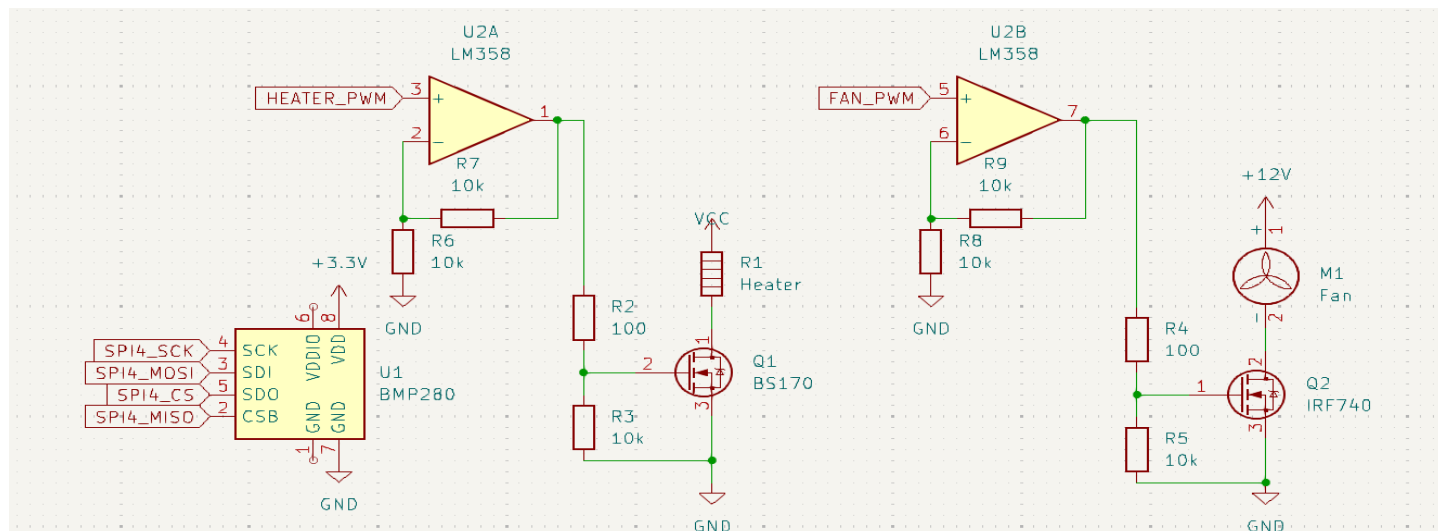 U2A
LM358
HEATER_PWM
3
+
2
-
1
R7
10k
R6
10k
GND
+3.3V
6
8
SPI4_SCK
4
SCK
SPI4_MOSI
3
SDI
SPI4_CS
5
SDO
SPI4_MISO
2
CSB
VDDIO
VDD
GND
GND
1
7
U1
BMP280
GND
R2
100
R3
10k
VCC
R1
Heater
1
2
3
Q1
BS170
GND
U2B
LM358
FAN_PWM
5
+
6
-
7
R9
10k
R8
10k
GND
+12V
+
1
M1
Fan
-
2
R4
100
R5
10k
2
1
3
Q2
IRF740
GND